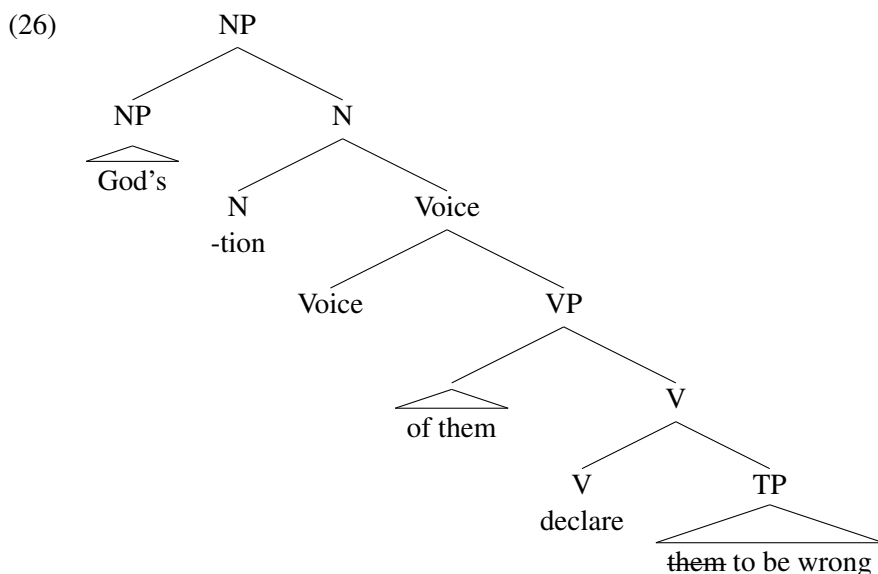 (26) NP
NP N
God's
N Voice
-tion
Voice VP
of them V
V TP
declare
them to be wrong